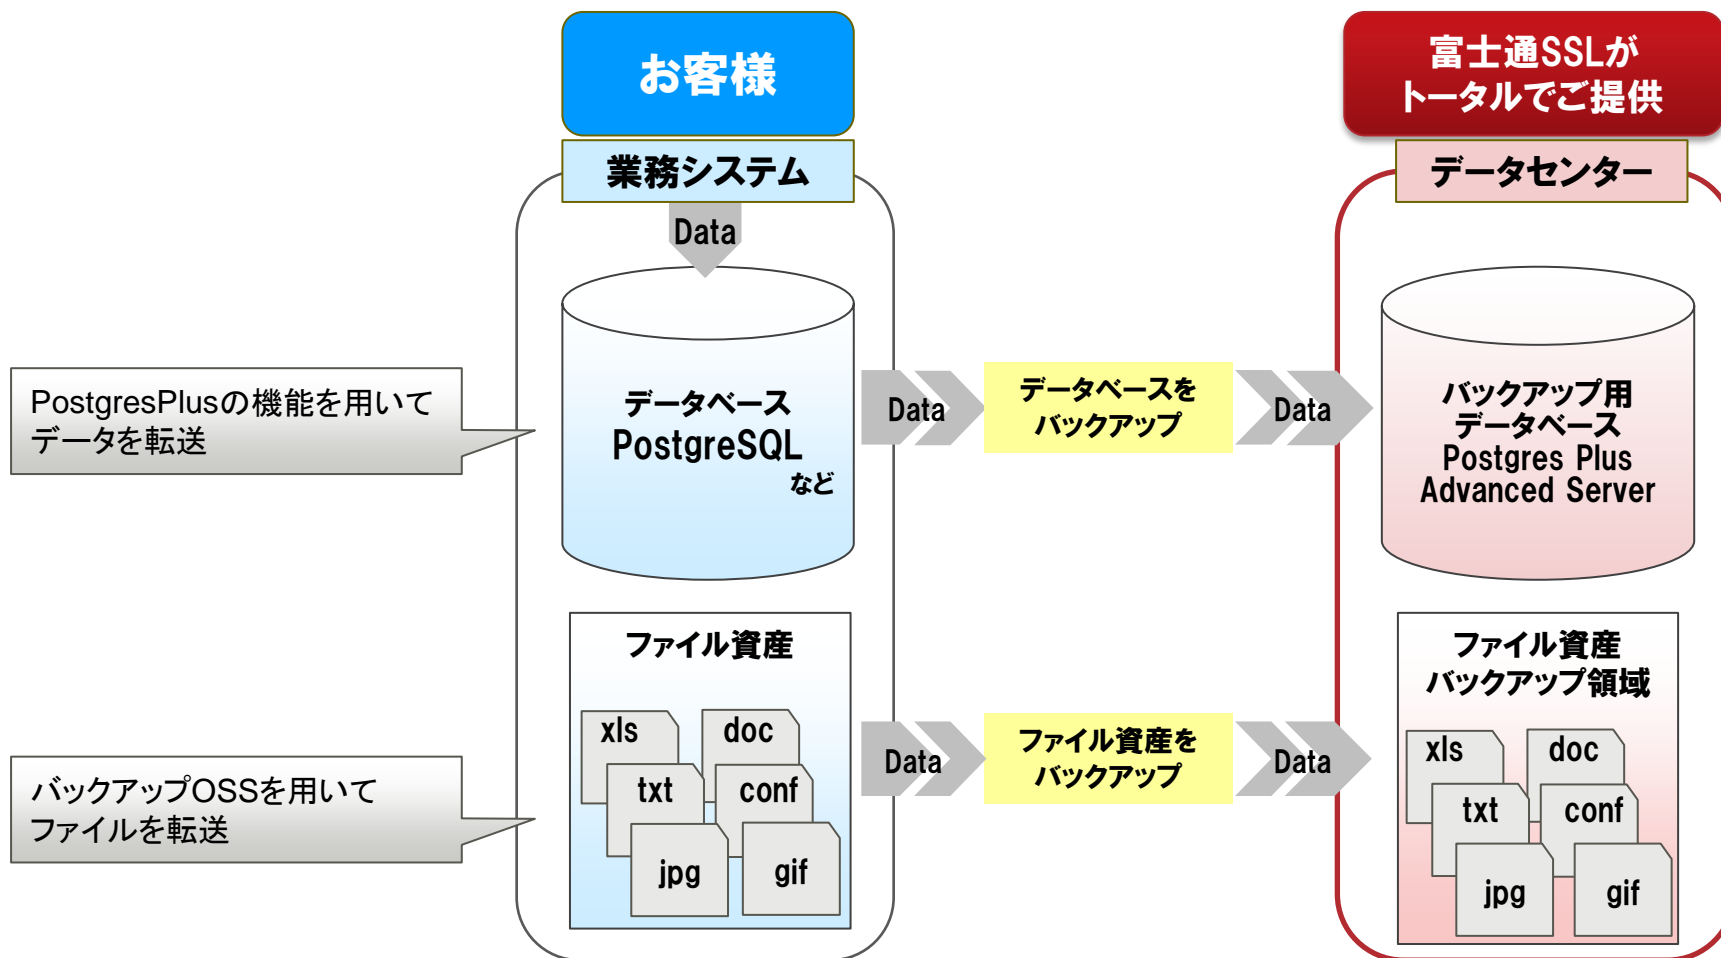 お客様
富士通SSLが
トータルでご提供
業務システム
データセンター
Data
PostgresPlusの機能を用いて
データを転送
データベース
PostgreSQL
など
Data
データベースを
バックアップ
Data
バックアップ用
データベース
Postgres Plus
Advanced Server
バックアップOSSを用いて
ファイルを転送
ファイル資産
xls
doc
txt
conf
jpg
gif
Data
ファイル資産を
バックアップ
Data
ファイル資産
バックアップ領域
xls
doc
txt
conf
jpg
gif